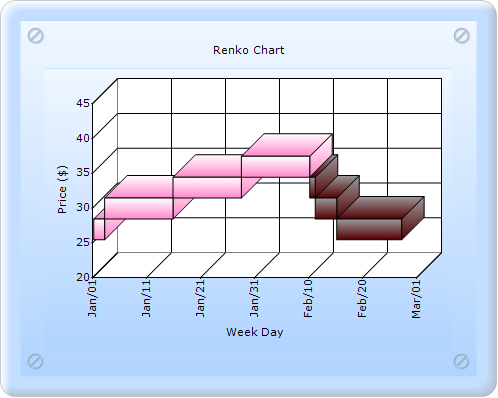 Renko Chart
Price ($)
45
40
35
30
25
20
Jan/01
Jan/11
Jan/21
Jan/31
Feb/10
Feb/20
Mar/01
Week Day